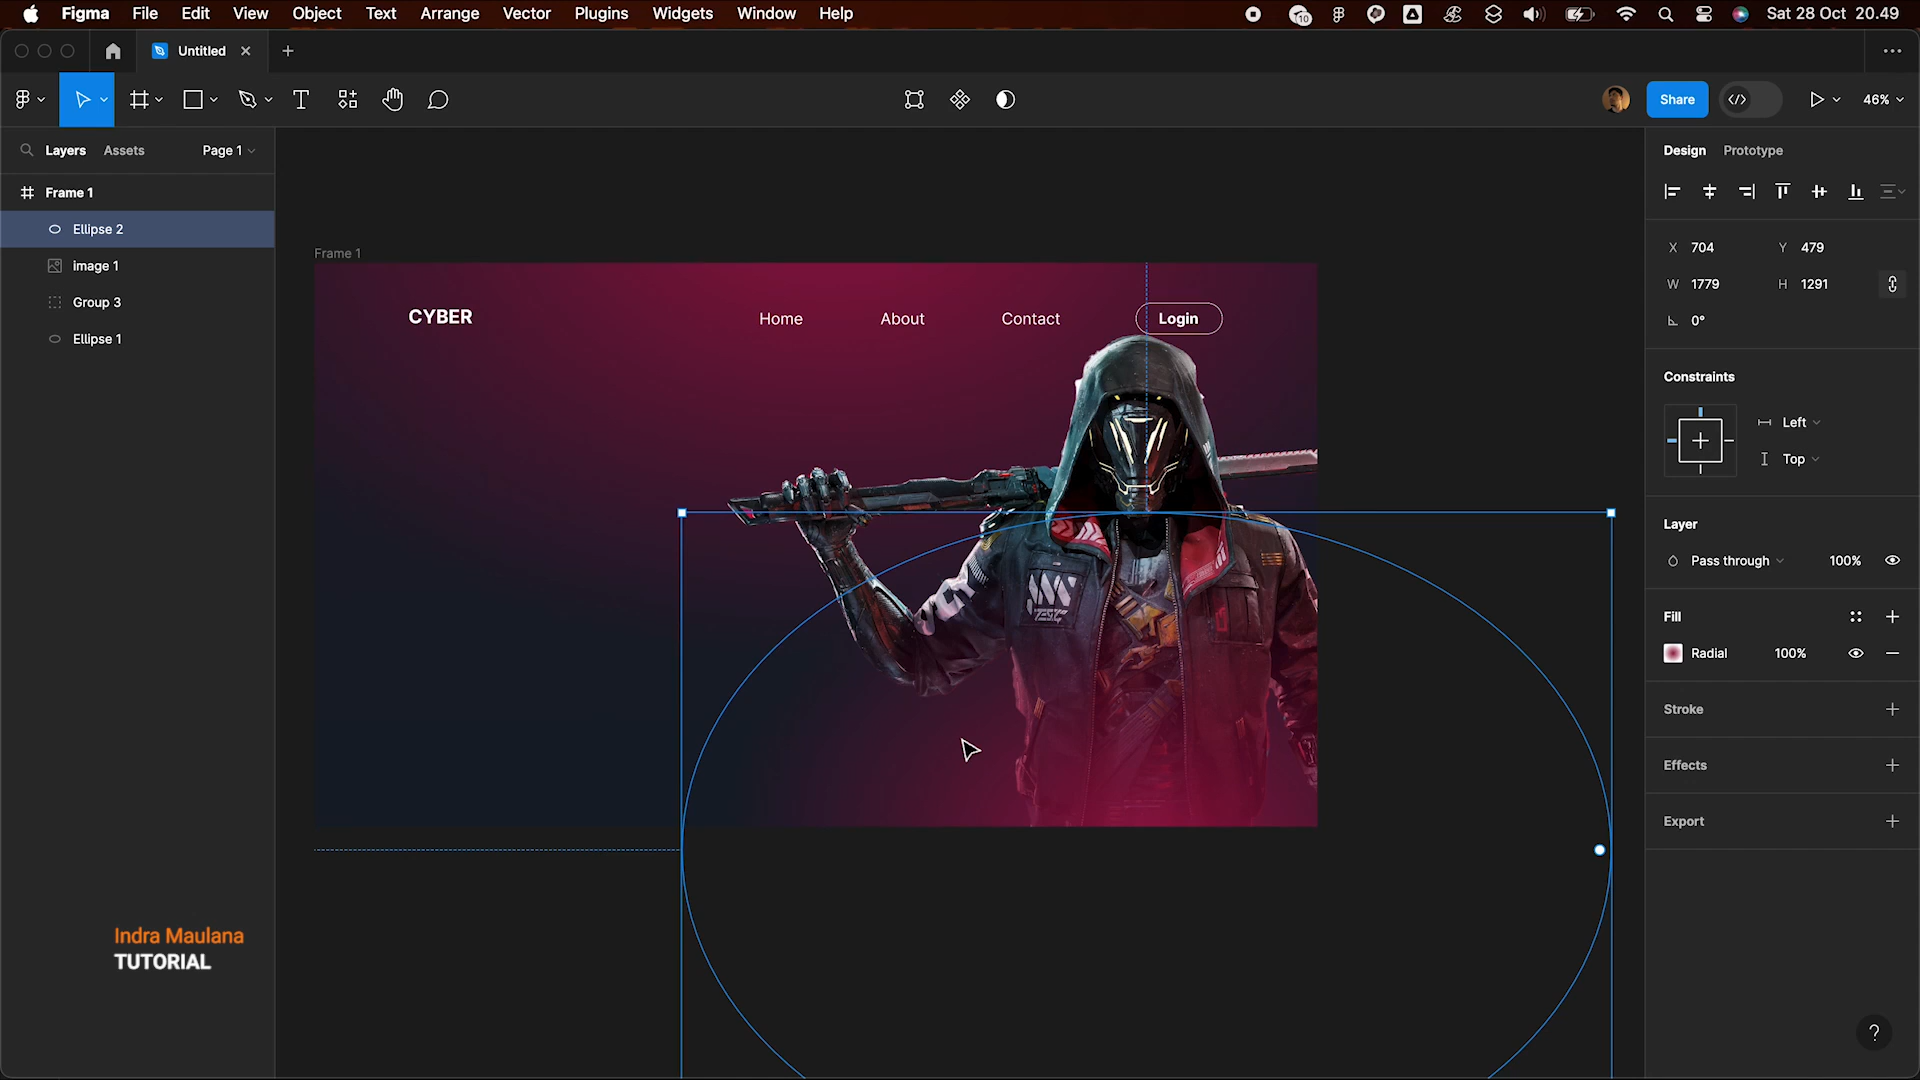 Figma File Edit View Object Text Arrange Vector Plugins Widgets Window Help
10
Sat 28 Oct 20.49
Untitled
Share
46%
Layers Assets Page 1
Design Prototype
Frame 1
Ellipse 2
image 1
Group 3
Ellipse 1
Frame 1
CYBER
Home About Contact Login
X 704 Y 479
W 1779 H 1291
0°
Constraints
Left
Top
Layer
Pass through 100%
Fill
Radial 100%
Stroke
Effects
Export
Indra Maulana
TUTORIAL
?